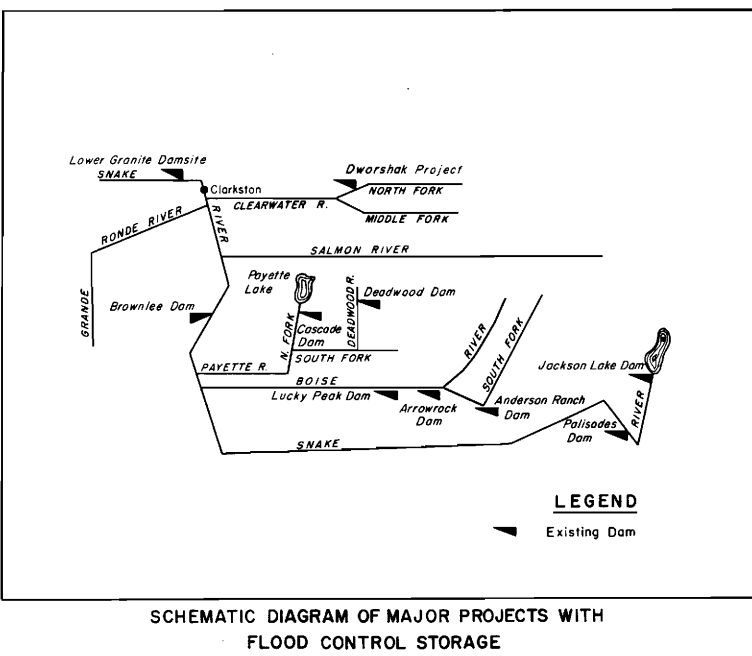 Lower Granite Damsite
SNAKE
Clarkston
Dworshak Project
NORTH FORK
CLEARWATER R.
MIDDLE FORK
RONDE RIVER
RIVER
GRANDE
SALMON RIVER
Payette
Lake
Deadwood Dam
DEADWOOD R.
Brownlee Dam
N. FORK
Cascade
Dam
SOUTH FORK
PAYETTE R.
RIVER
SOUTH FORK
BOISE
Lucky Peak Dam
Arrowrock
Dam
Anderson Ranch
Dam
Jackson Lake Dam
RIVER
Palisades
Dam
SNAKE
LEGEND
Existing Dam
SCHEMATIC DIAGRAM OF MAJOR PROJECTS WITH
FLOOD CONTROL STORAGE